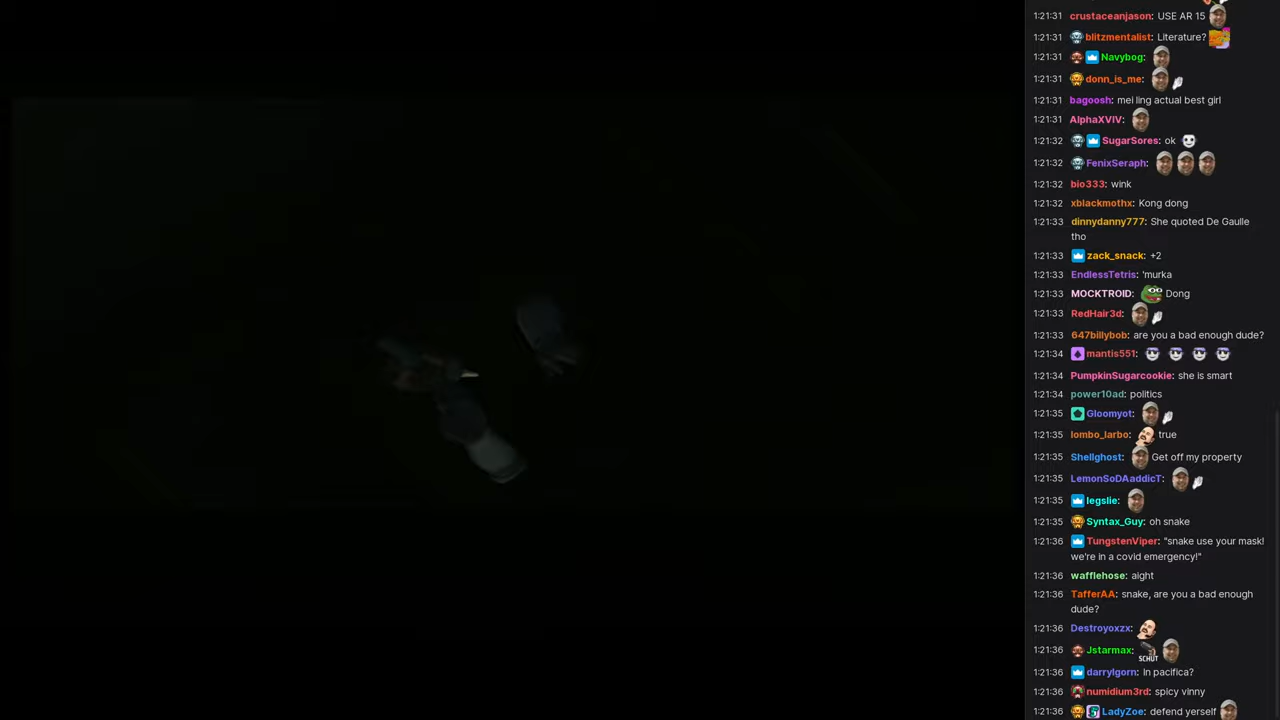 1:21:31 crustaceanjason: USE AR 15
1:21:31 blitzmentalist: Literature?
1:21:31 Navybog:
1:21:31 donn_is_me:
1:21:31 bagoosh: mei ling actual best girl
1:21:31 AlphaXVIV:
1:21:32 SugarSores: ok
1:21:32 FenixSeraph:
1:21:32 bio333: wink
1:21:32 xblackmothx: Kong dong
1:21:33 dinnydanny777: She quoted De Gaulle
tho
1:21:33 zack_snack: +2
1:21:33 EndlessTetris: 'murka
1:21:33 MOCKTROID: Dong
1:21:33 RedHair3d:
1:21:33 647billybob: are you a bad enough dude?
1:21:34 mantis551:
1:21:34 PumpkinSugarcookie: she is smart
1:21:34 power10ad: politics
1:21:35 Gloomyot:
1:21:35 lombo_larbo: true
1:21:35 Shellghost: Get off my property
1:21:35 LemonSoDAaddicT:
1:21:35 legslie:
1:21:35 Syntax_Guy: oh snake
1:21:36 TungstenViper: "snake use your mask!
we're in a covid emergency!"
1:21:36 wafflehose: aight
1:21:36 TafferAA: snake, are you a bad enough
dude?
1:21:36 Destroyoxzx:
1:21:36 Jstarmax: SCHUT
1:21:36 darrylgorn: In pacifica?
1:21:36 numidium3rd: spicy vinny
1:21:36 LadyZoe: defend yerself